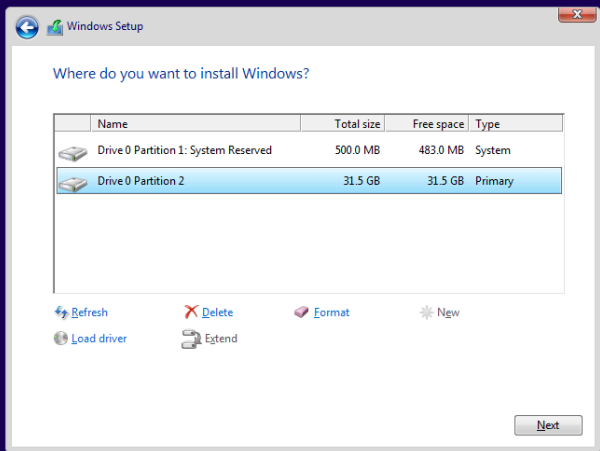 Windows Setup
Where do you want to install Windows?
Name Total size Free space Type
Drive 0 Partition 1: System Reserved 500.0 MB 483.0 MB System
Drive 0 Partition 2 31.5 GB 31.5 GB Primary
Refresh Delete Format New
Load driver Extend
Next